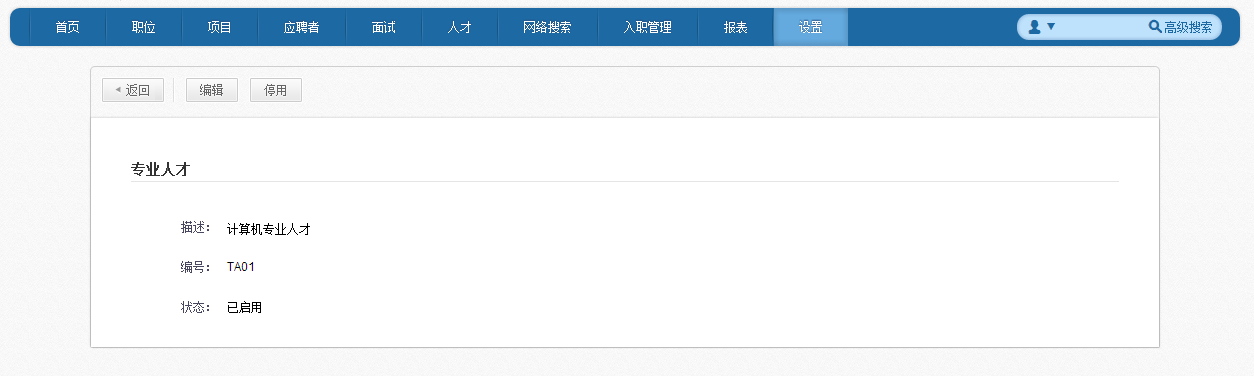 首页 职位 项目 应聘者 面试 人才 网络搜索 入职管理 报表 设置 高级搜索
返回 编辑 停用
专业人才
描述： 计算机专业人才
编号： TA01
状态： 已启用